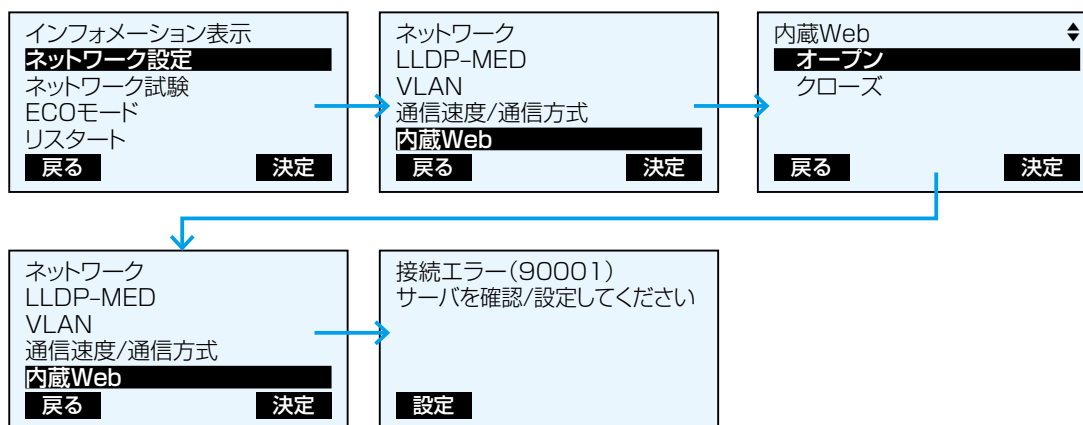 インフォメーション表示
ネットワーク設定
ネットワーク試験
ECOモード
リスタート
戻る 決定
ネットワーク
LLDP-MED
VLAN
通信速度/通信方式
内蔵Web
戻る 決定
内蔵Web
オープン
クローズ
戻る 決定
ネットワーク
LLDP-MED
VLAN
通信速度/通信方式
内蔵Web
戻る 決定
接続エラー(90001)
サーバを確認/設定してください
設定